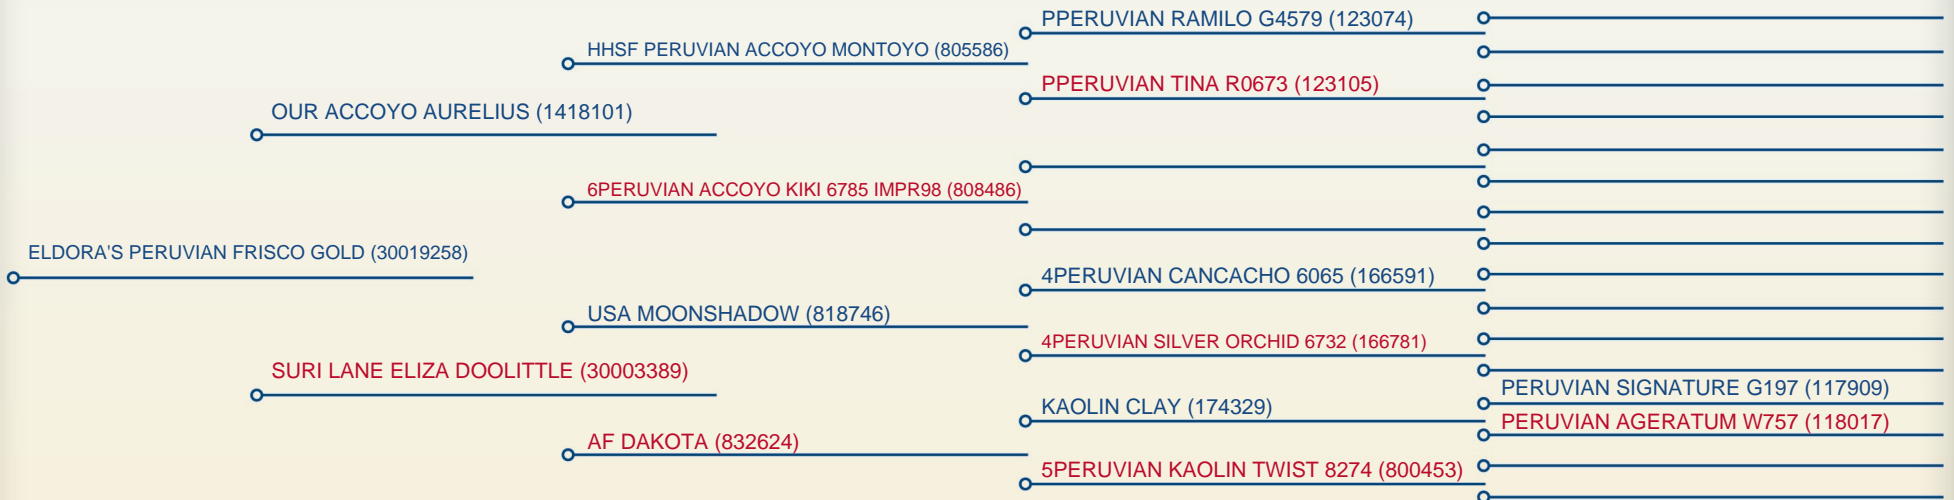 PPERUVIAN RAMILO G4579 (123074)
HHSF PERUVIAN ACCOYO MONTOYO (805586)
PPERUVIAN TINA R0673 (123105)
OUR ACCOYO AURELIUS (1418101)
6PERUVIAN ACCOYO KIKI 6785 IMPR98 (808486)
ELDORA'S PERUVIAN FRISCO GOLD (30019258)
4PERUVIAN CANCACHO 6065 (166591)
USA MOONSHADOW (818746)
4PERUVIAN SILVER ORCHID 6732 (166781)
SURI LANE ELIZA DOOLITTLE (30003389)
PERUVIAN SIGNATURE G197 (117909)
KAOLIN CLAY (174329)
PERUVIAN AGERATUM W757 (118017)
AF DAKOTA (832624)
5PERUVIAN KAOLIN TWIST 8274 (800453)